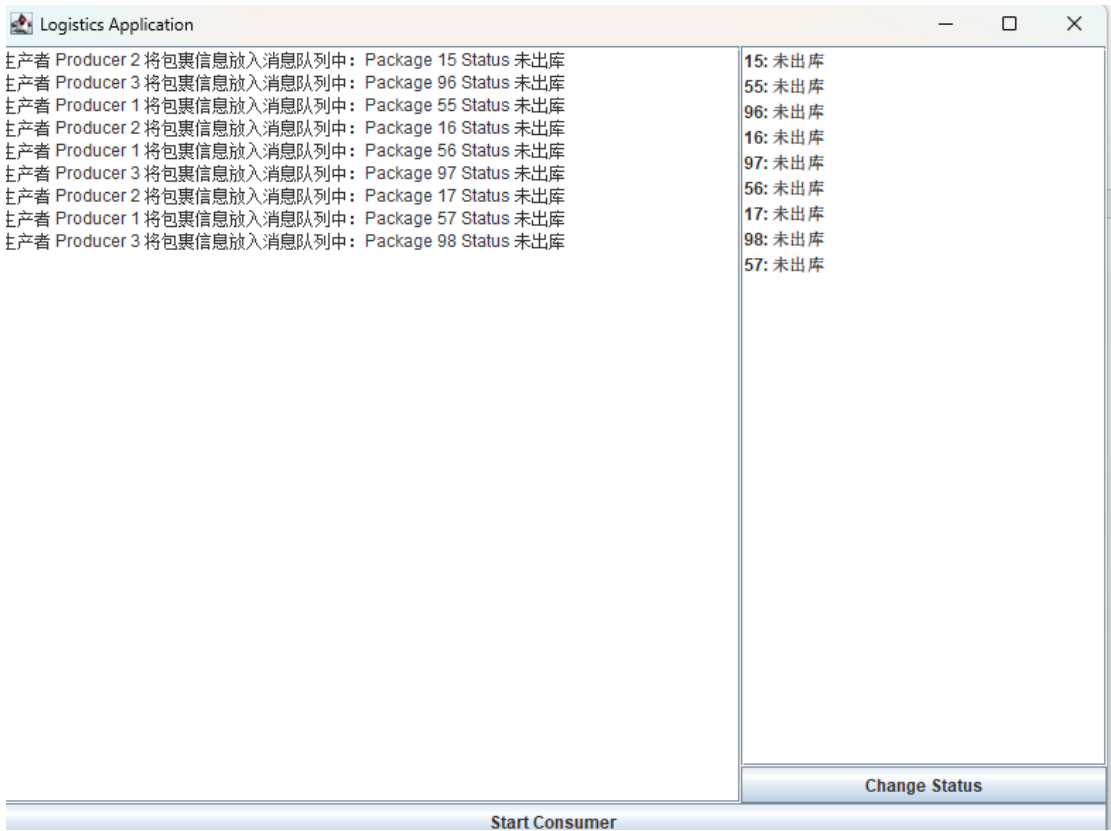 Logistics Application
生产者 Producer 2 将包裹信息放入消息队列中：Package 15 Status 未出库
生产者 Producer 3 将包裹信息放入消息队列中：Package 96 Status 未出库
生产者 Producer 1 将包裹信息放入消息队列中：Package 55 Status 未出库
生产者 Producer 2 将包裹信息放入消息队列中：Package 16 Status 未出库
生产者 Producer 1 将包裹信息放入消息队列中：Package 56 Status 未出库
生产者 Producer 3 将包裹信息放入消息队列中：Package 97 Status 未出库
生产者 Producer 2 将包裹信息放入消息队列中：Package 17 Status 未出库
生产者 Producer 1 将包裹信息放入消息队列中：Package 57 Status 未出库
生产者 Producer 3 将包裹信息放入消息队列中：Package 98 Status 未出库
15: 未出库
55: 未出库
96: 未出库
16: 未出库
97: 未出库
56: 未出库
17: 未出库
98: 未出库
57: 未出库
Change Status
Start Consumer